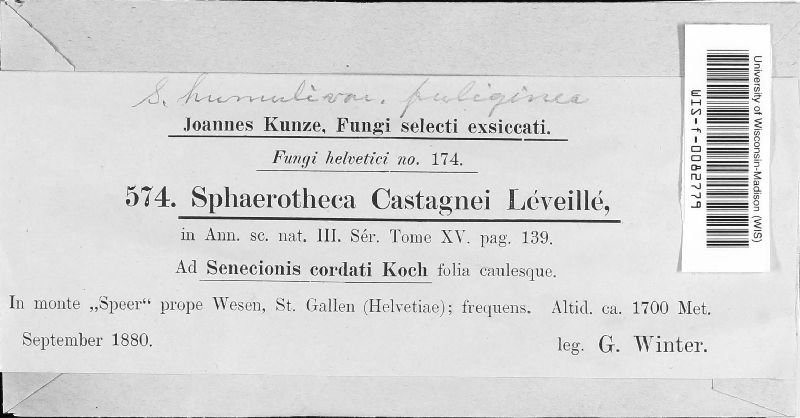 S. humuli var. fuliginea
Joannes Kunze, Fungi selecti exsiccati.
Fungi helvetici no. 174.
574. Sphaerotheca Castagnei Léveillé,
in Ann. sc. nat. III. Sér. Tome XV. pag. 139.
Ad Senecionis cordati Koch folia caulesque.
In monte „Speer“ prope Wesen, St. Gallen (Helvetiae); frequens. Altid. ca. 1700 Met.
September 1880.
leg. G. Winter.
University of Wisconsin-Madison (WIS)
WIS-f-0082779